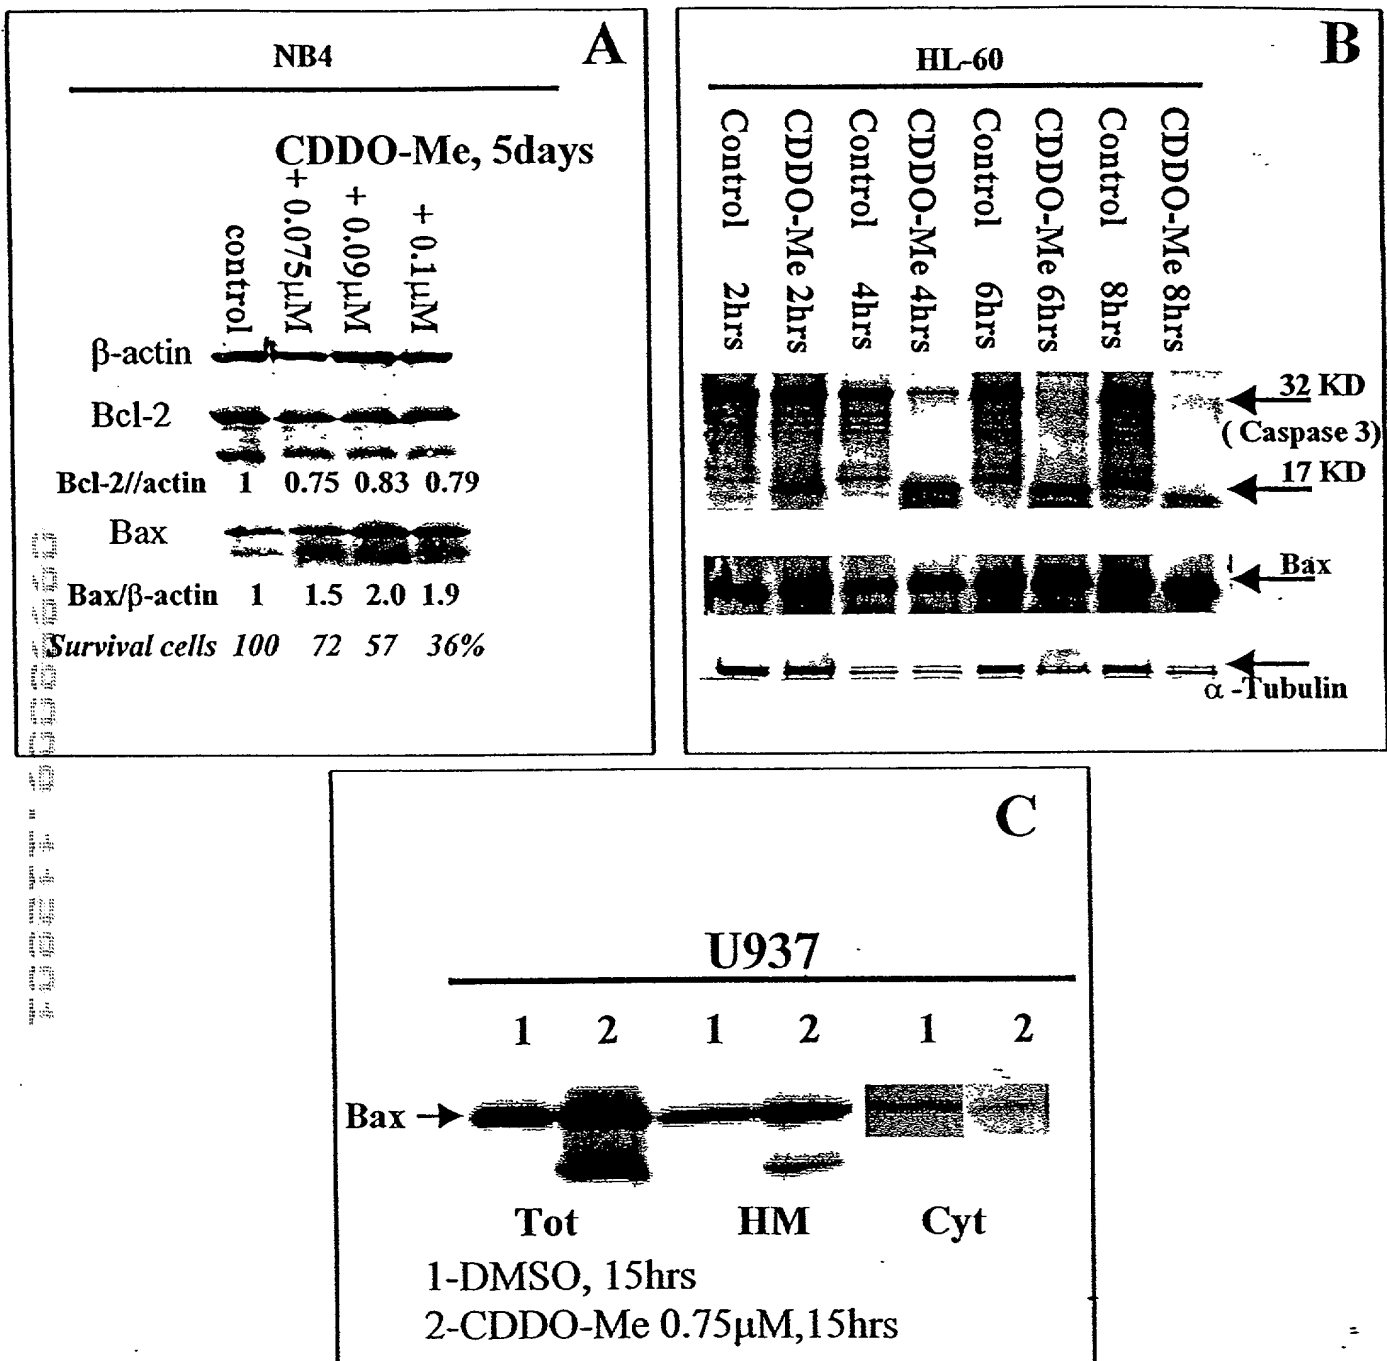 A
NB4
CDDO-Me, 5days
control
+ 0.075µM
+ 0.09µM
+ 0.1µM
β-actin
Bcl-2
Bcl-2//actin 1 0.75 0.83 0.79
Bax
Bax/β-actin 1 1.5 2.0 1.9
Survival cells 100 72 57 36%
B
HL-60
Control 2hrs
CDDO-Me 2hrs
Control 4hrs
CDDO-Me 4hrs
Control 6hrs
CDDO-Me 6hrs
Control 8hrs
CDDO-Me 8hrs
32 KD
( Caspase 3)
17 KD
Bax
α -Tubulin
C
U937
1 2 1 2 1 2
Bax
Tot HM Cyt
1-DMSO, 15hrs
2-CDDO-Me 0.75µM,15hrs